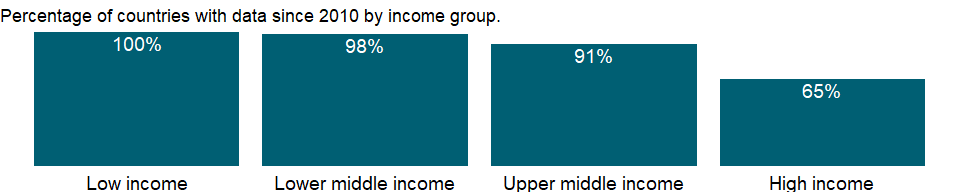 Percentage of countries with data since 2010 by income group.
100% 98% 91% 65%
Low income Lower middle income Upper middle income High income